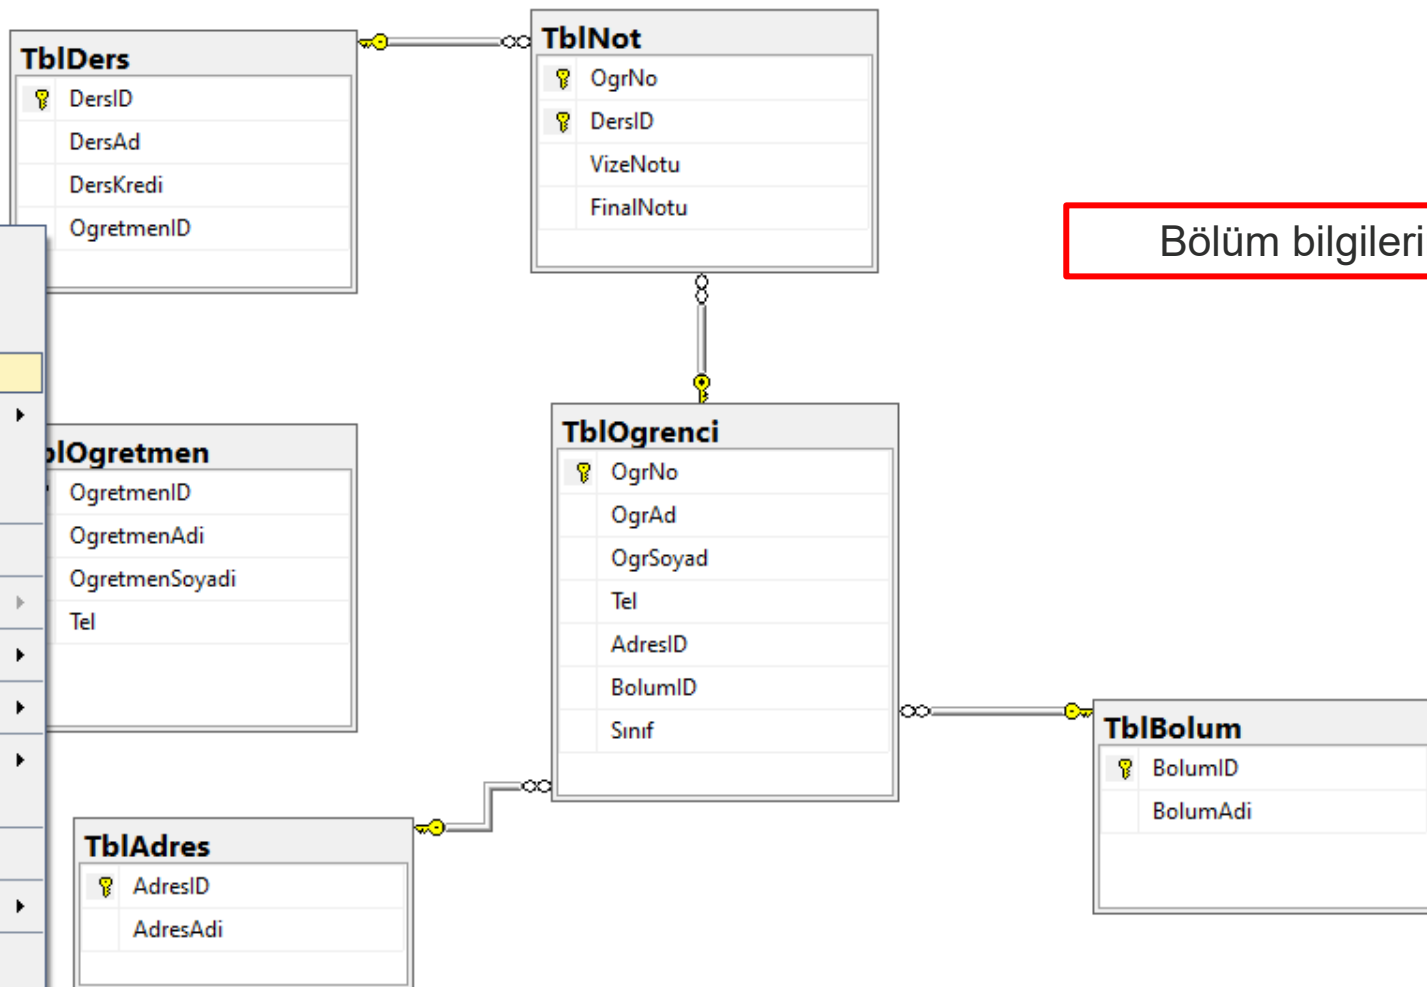 TblDers
DersID
DersAd
DersKredi
OgretmenID
TblNot
OgrNo
DersID
VizeNotu
FinalNotu
Bölüm bilgileri
blOgretmen
OgretmenID
OgretmenAdi
OgretmenSoyadi
Tel
TblOgrenci
OgrNo
OgrAd
OgrSoyad
Tel
AdresID
BolumID
Sınıf
TblAdres
AdresID
AdresAdi
TblBolum
BolumID
BolumAdi